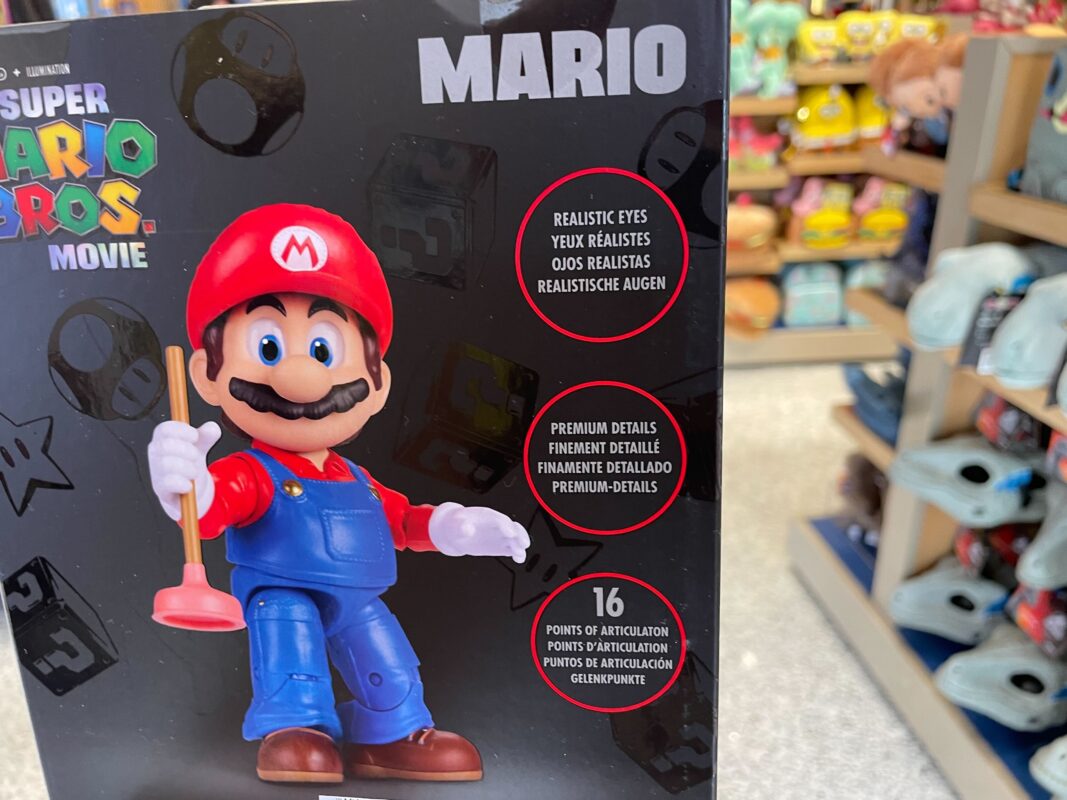 + ILLUMINATION
SUPER
MARIO
BROS.
MOVIE
MARIO
M
REALISTIC EYES
YEUX RÉALISTES
OJOS REALISTAS
REALISTISCHE AUGEN
PREMIUM DETAILS
FINEMENT DETAILLÉ
FINAMENTE DETALLADO
PREMIUM-DETAILS
16
POINTS OF ARTICULATON
POINTS D'ARTICULATION
PUNTOS DE ARTICULACIÓN
GELENKPUNKTE